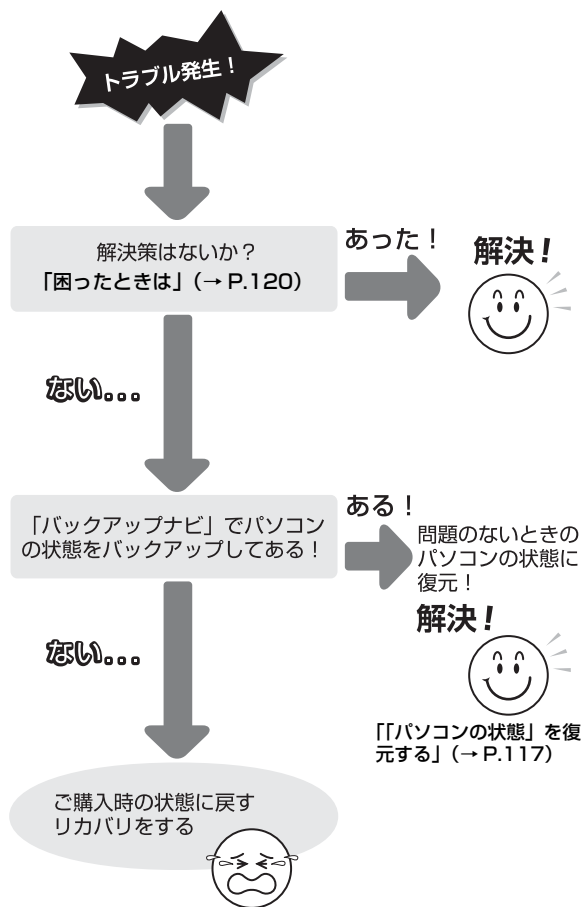 トラブル発生！
解決策はないか？
「困ったときは」（→ P.120）
あった！
解決！
ない...
「バックアップナビ」でパソコン
の状態をバックアップしてある！
ある！
問題のないときの
パソコンの状態に
復元！
解決！
「「パソコンの状態」を復
元する」（→ P.117）
ない...
ご購入時の状態に戻す
リカバリをする